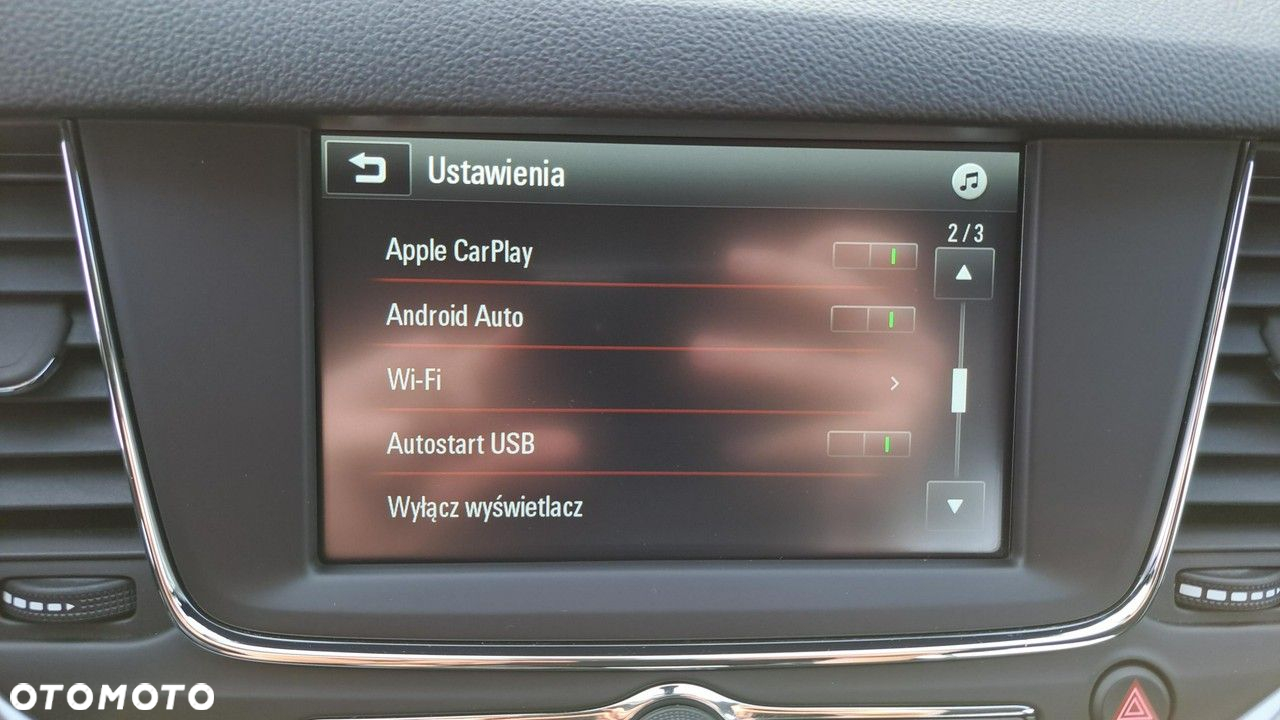 Ustawienia
2/3
Apple CarPlay
Android Auto
Wi-Fi
Autostart USB
Wyłącz wyświetlacz
OTOMOTO